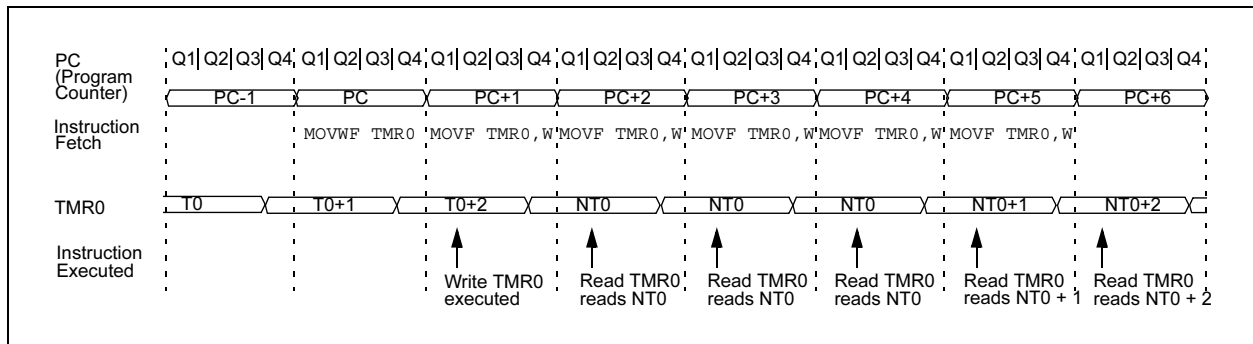 PC
(Program
Counter)
Q1 Q2 Q3 Q4 Q1 Q2 Q3 Q4 Q1 Q2 Q3 Q4 Q1 Q2 Q3 Q4 Q1 Q2 Q3 Q4 Q1 Q2 Q3 Q4 Q1 Q2 Q3 Q4 Q1 Q2 Q3 Q4
PC-1 PC PC+1 PC+2 PC+3 PC+4 PC+5 PC+6
Instruction
Fetch
MOVWF TMR0 MOVF TMR0,W MOVF TMR0,W MOVF TMR0,W MOVF TMR0,W MOVF TMR0,W
TMR0
T0 T0+1 T0+2 NT0 NT0 NT0 NT0+1 NT0+2
Instruction
Executed
Write TMR0
executed
Read TMR0
reads NT0
Read TMR0
reads NT0
Read TMR0
reads NT0
Read TMR0
reads NT0 + 1
Read TMR0
reads NT0 + 2